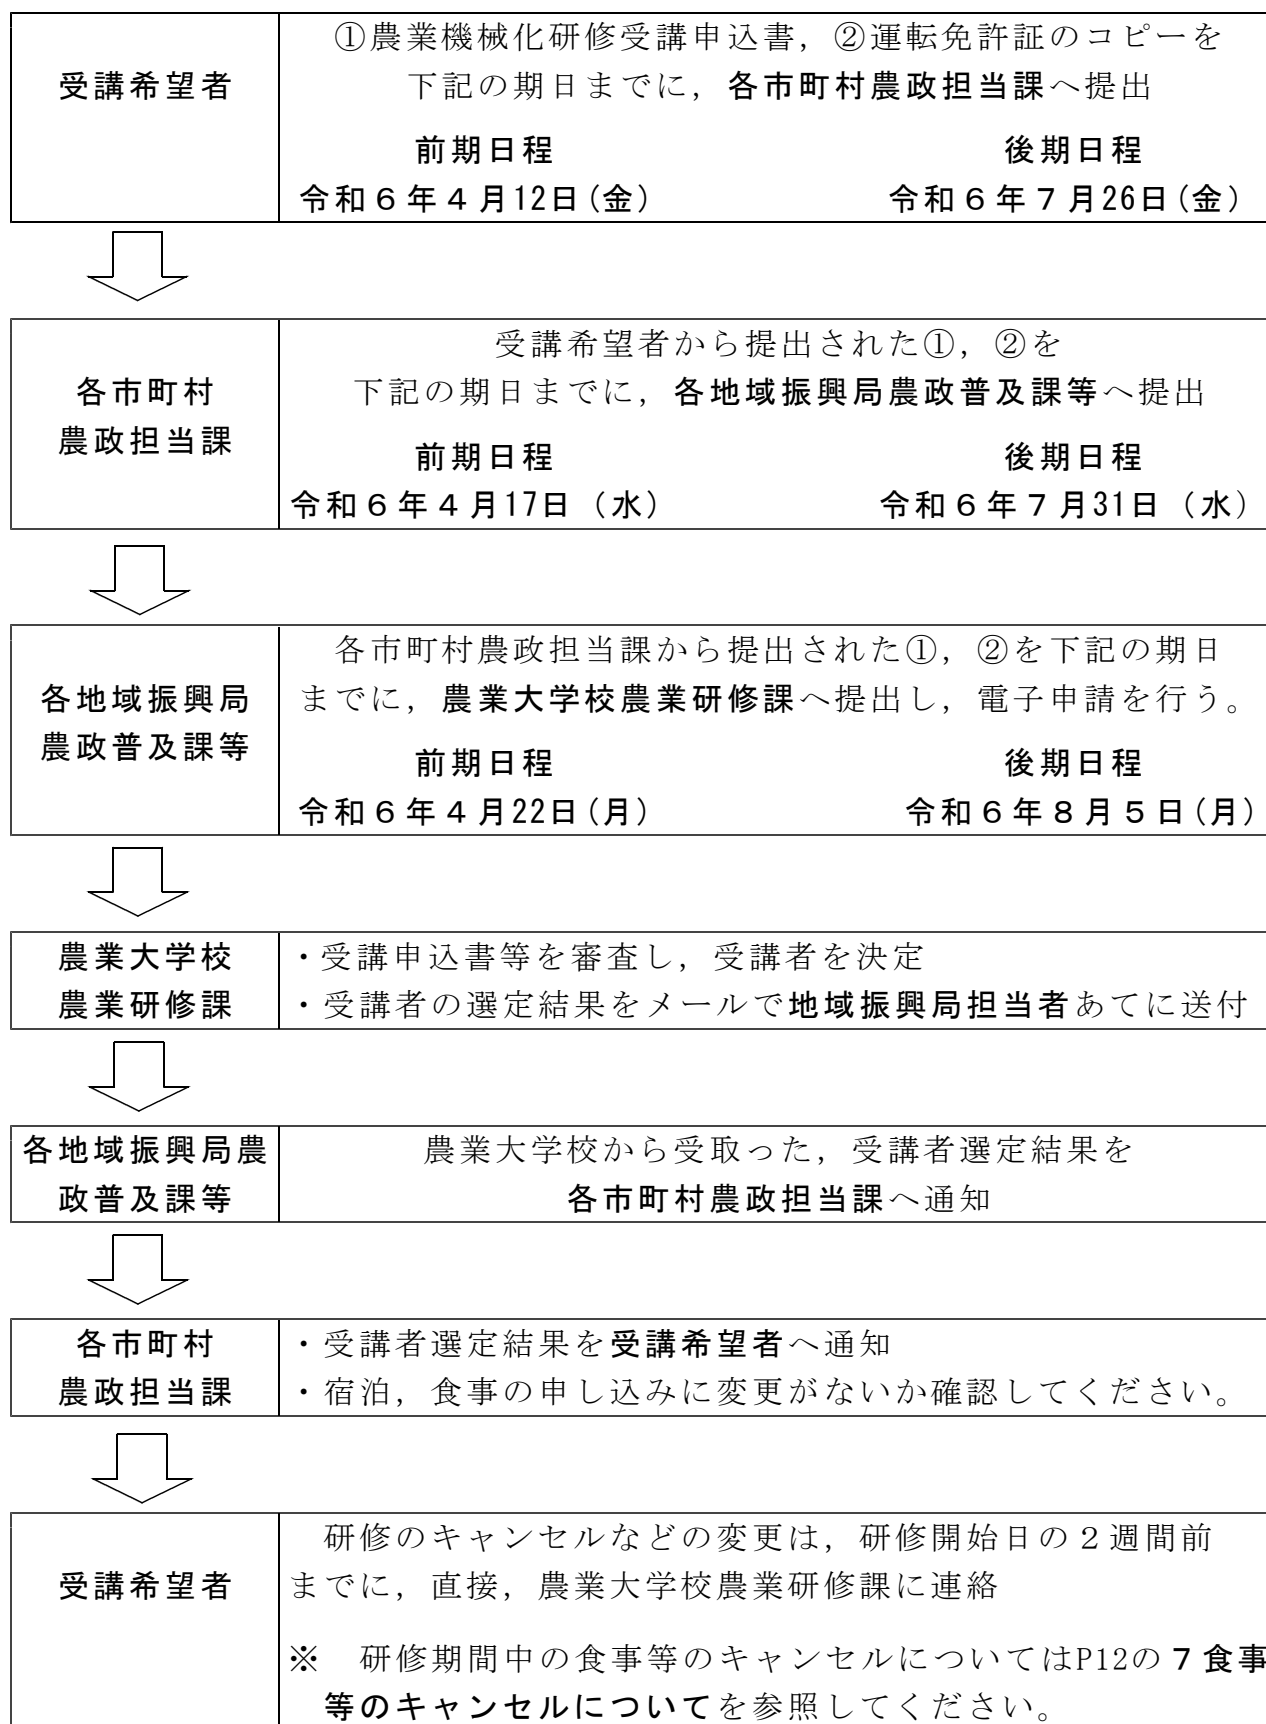 受講希望者
①農業機械化研修受講申込書，②運転免許証のコピーを
下記の期日までに，各市町村農政担当課へ提出
前期日程　後期日程
令和６年４月12日(金)　令和６年７月26日(金)
各市町村
農政担当課
受講希望者から提出された①，②を
下記の期日までに，各地域振興局農政普及課等へ提出
前期日程　後期日程
令和６年４月17日（水）　令和６年７月31日（水）
各地域振興局
農政普及課等
各市町村農政担当課から提出された①，②を下記の期日
までに，農業大学校農業研修課へ提出し，電子申請を行う。
前期日程　後期日程
令和６年４月22日(月)　令和６年８月５日(月)
農業大学校
農業研修課
・受講申込書等を審査し，受講者を決定
・受講者の選定結果をメールで地域振興局担当者あてに送付
各地域振興局農
政普及課等
農業大学校から受取った，受講者選定結果を
各市町村農政担当課へ通知
各市町村
農政担当課
・受講者選定結果を受講希望者へ通知
・宿泊，食事の申し込みに変更がないか確認してください。
受講希望者
研修のキャンセルなどの変更は，研修開始日の２週間前
までに，直接，農業大学校農業研修課に連絡
※　研修期間中の食事等のキャンセルについてはP12の７食事
等のキャンセルについてを参照してください。